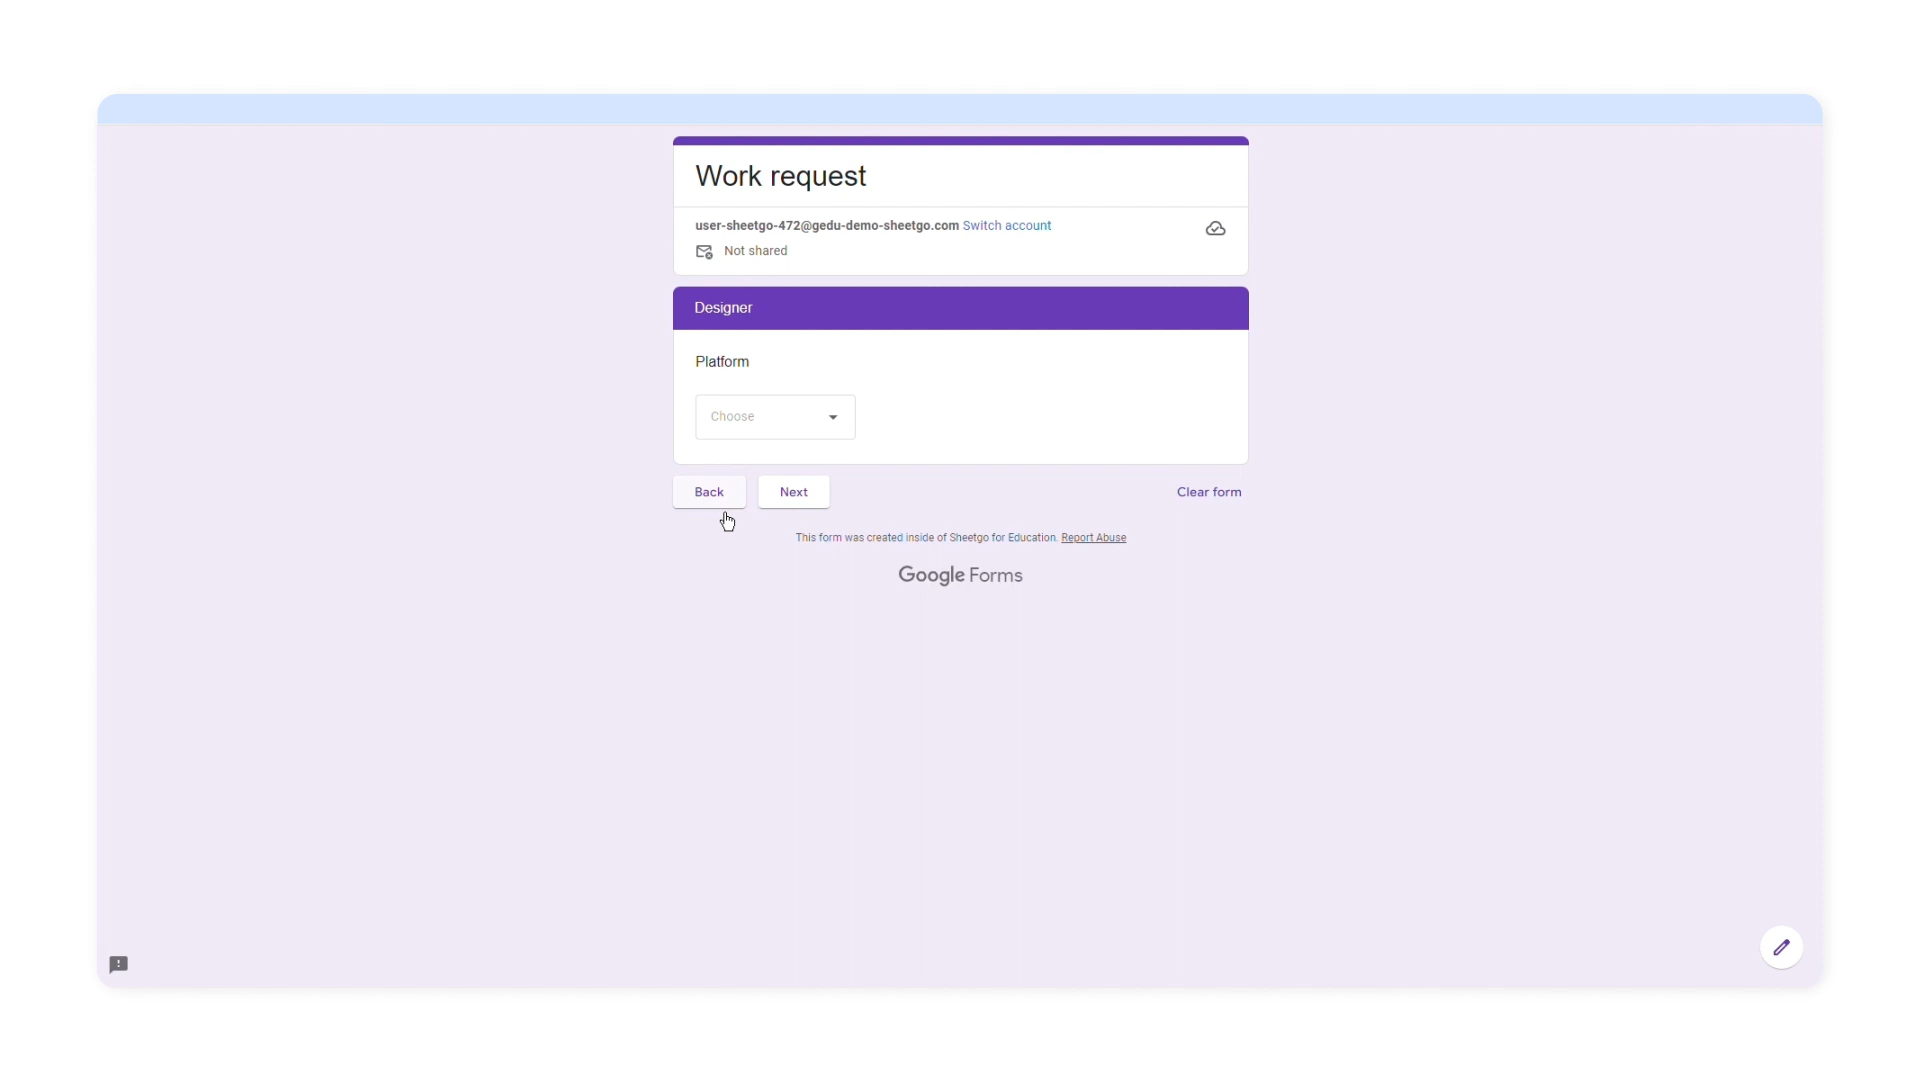 Work request
user-sheetgo-472@gedu-demo-sheetgo.com Switch account
Not shared
Designer
Platform
Choose
Back Next Clear form
This form was created inside of Sheetgo for Education. Report Abuse
Google Forms